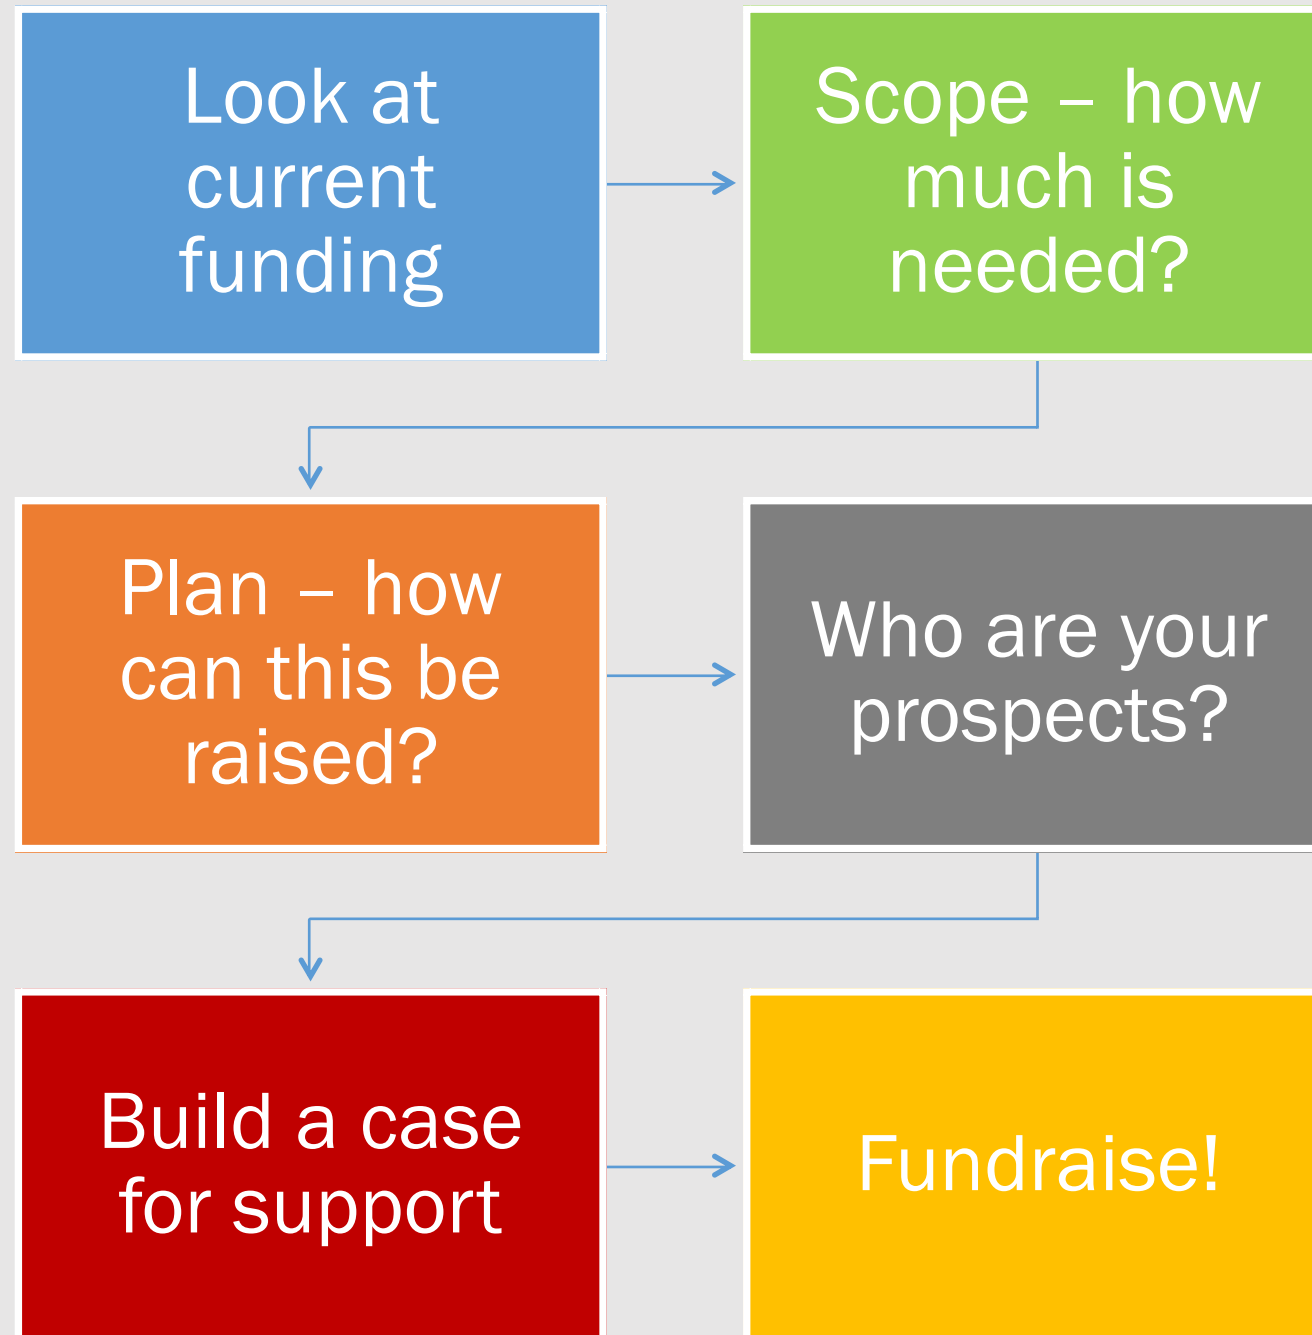 Look at
current
funding
Scope – how
much is
needed?
Plan – how
can this be
raised?
Who are your
prospects?
Build a case
for support
Fundraise!